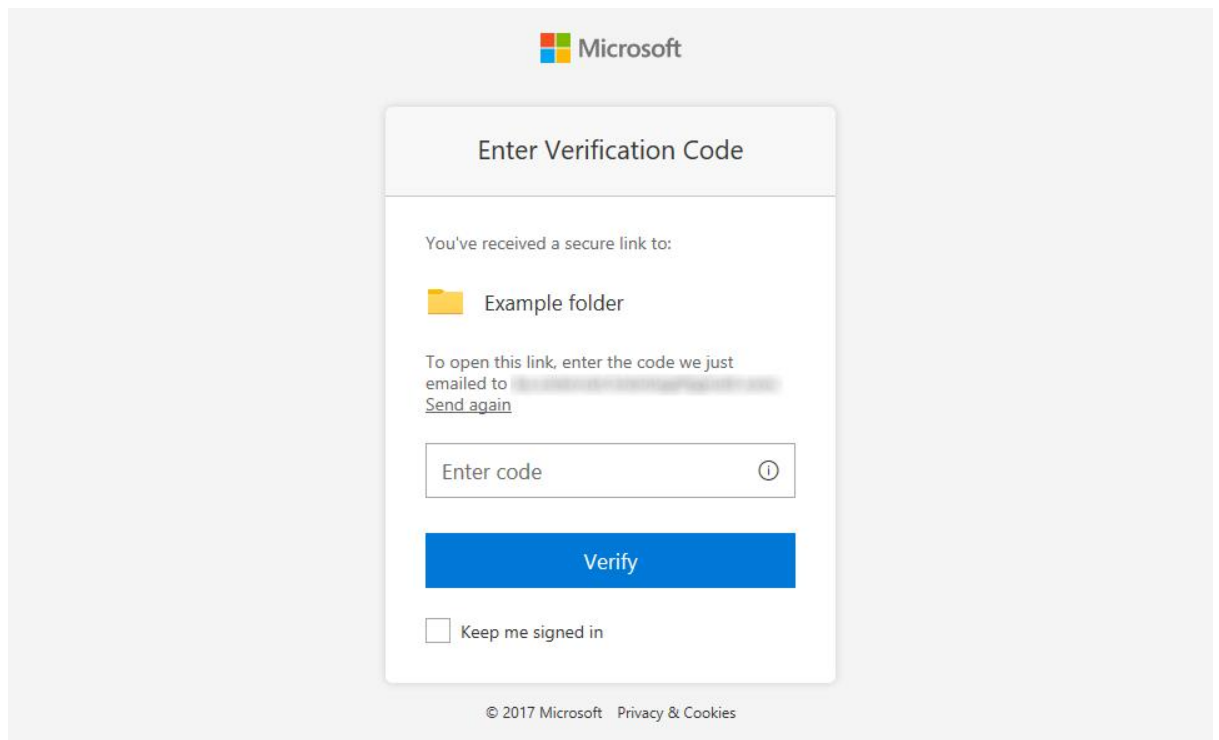 Microsoft
Enter Verification Code
You've received a secure link to:
Example folder
To open this link, enter the code we just
emailed to
Send again
Enter code
Verify
Keep me signed in
© 2017 Microsoft Privacy & Cookies